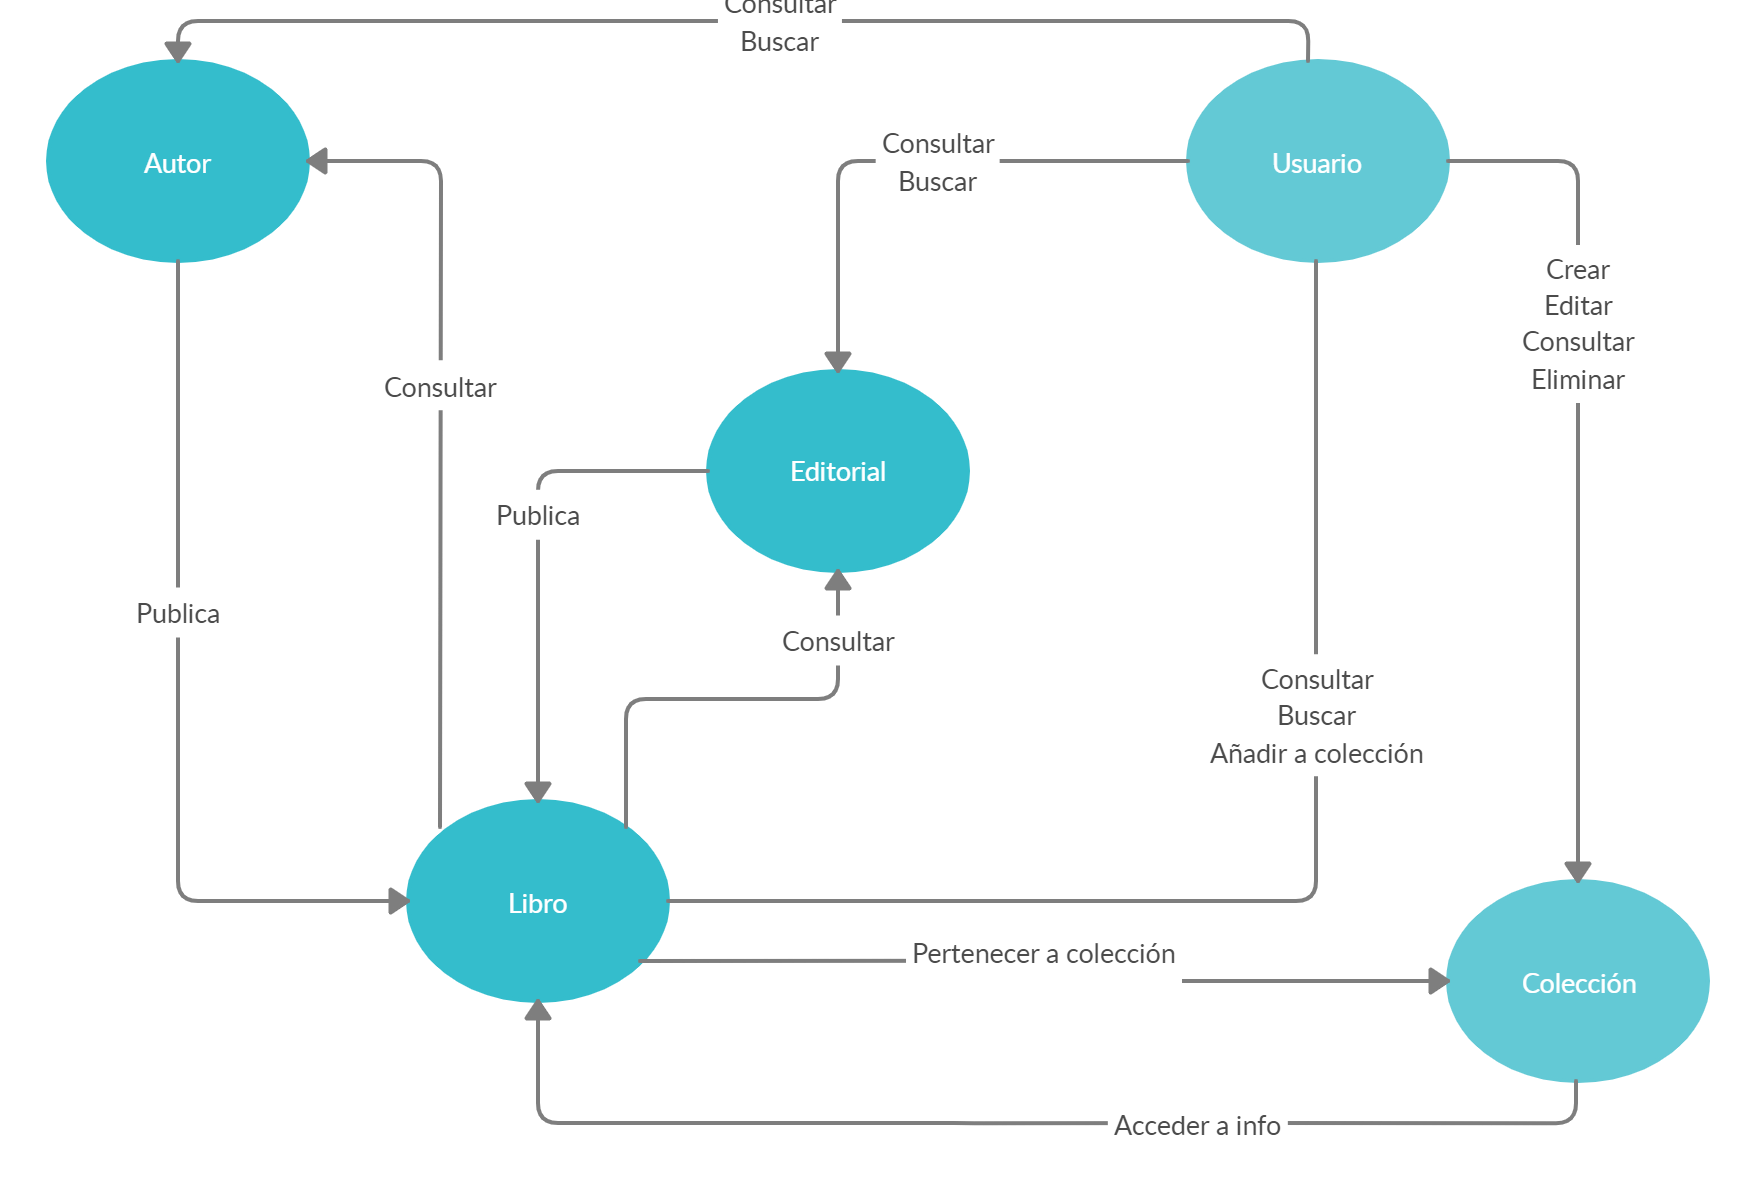 Consultar
Buscar
Autor
Consultar
Buscar
Usuario
Crear
Editar
Consultar
Eliminar
Consultar
Editorial
Publica
Publica
Consultar
Consultar
Buscar
Añadir a colección
Libro
Pertenecer a colección
Colección
Acceder a info